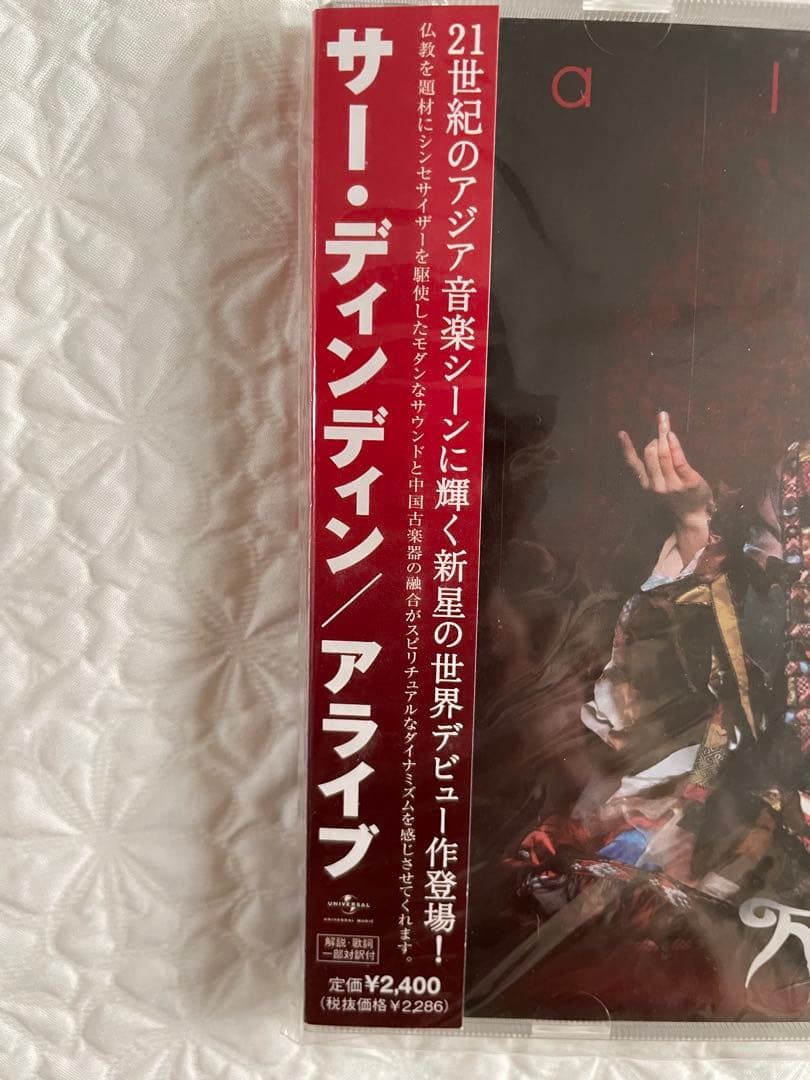 サー・ディンディン/アライブ
21世紀のアジア音楽シーンに輝く新星の世界デビュー作登場!
仏教を題材にシンセサイザーを駆使したモダンなサウンドと中国古楽器の融合がスピリチュアルなダイナミズムを感じさせてくれます。
UNIVERSAL
UNIVERSAL MUSIC
解説・歌詞
一部対訳付
定価¥2,400
(税抜価格¥2,286)
al